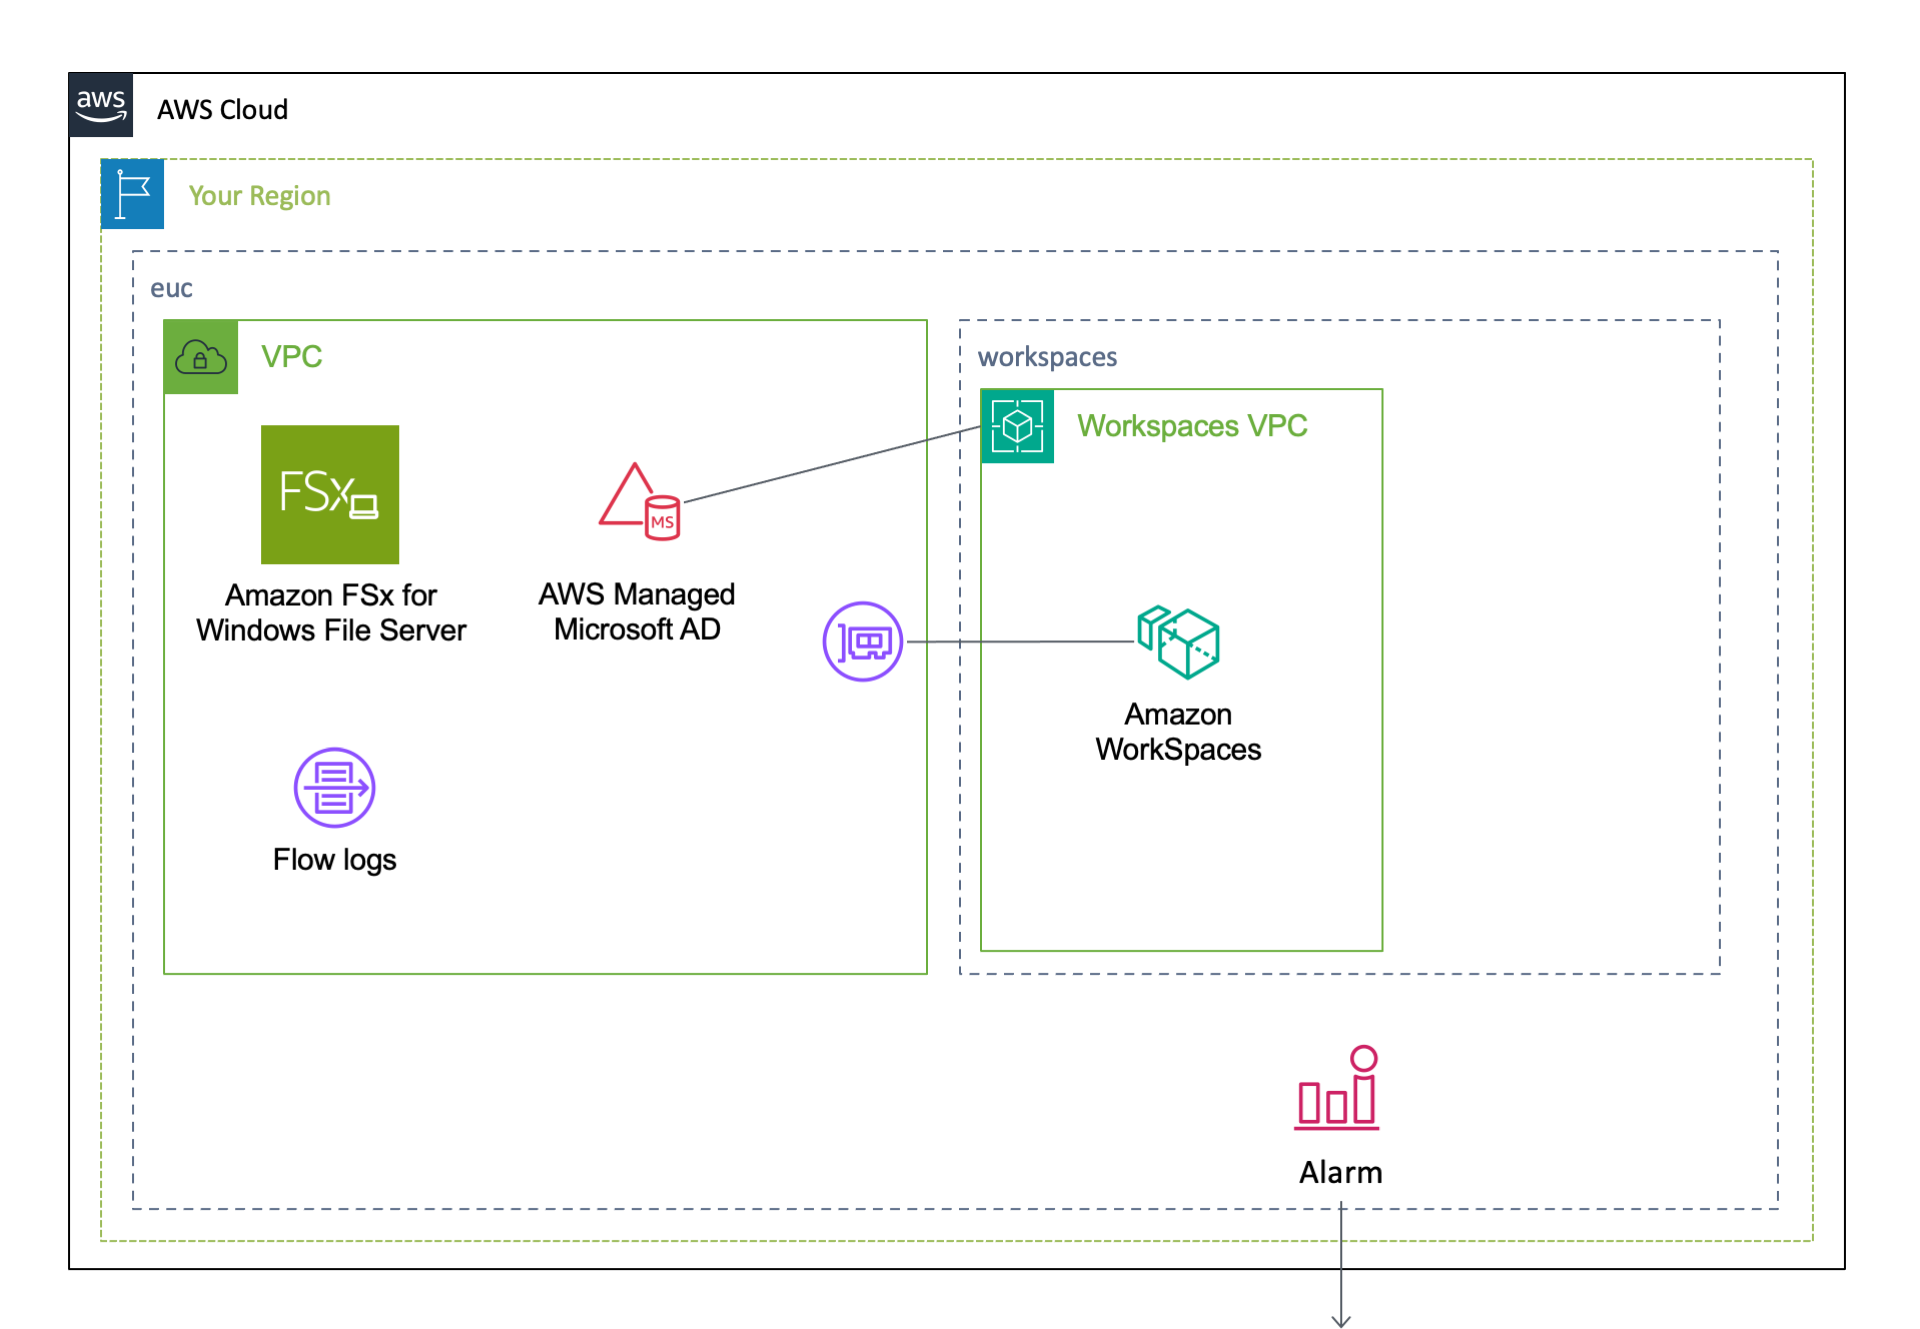 aws
AWS Cloud
Your Region
euc
VPC
workspaces
Workspaces VPC
FSx
MS
Amazon FSx for
Windows File Server
AWS Managed
Microsoft AD
Amazon
WorkSpaces
Flow logs
Alarm